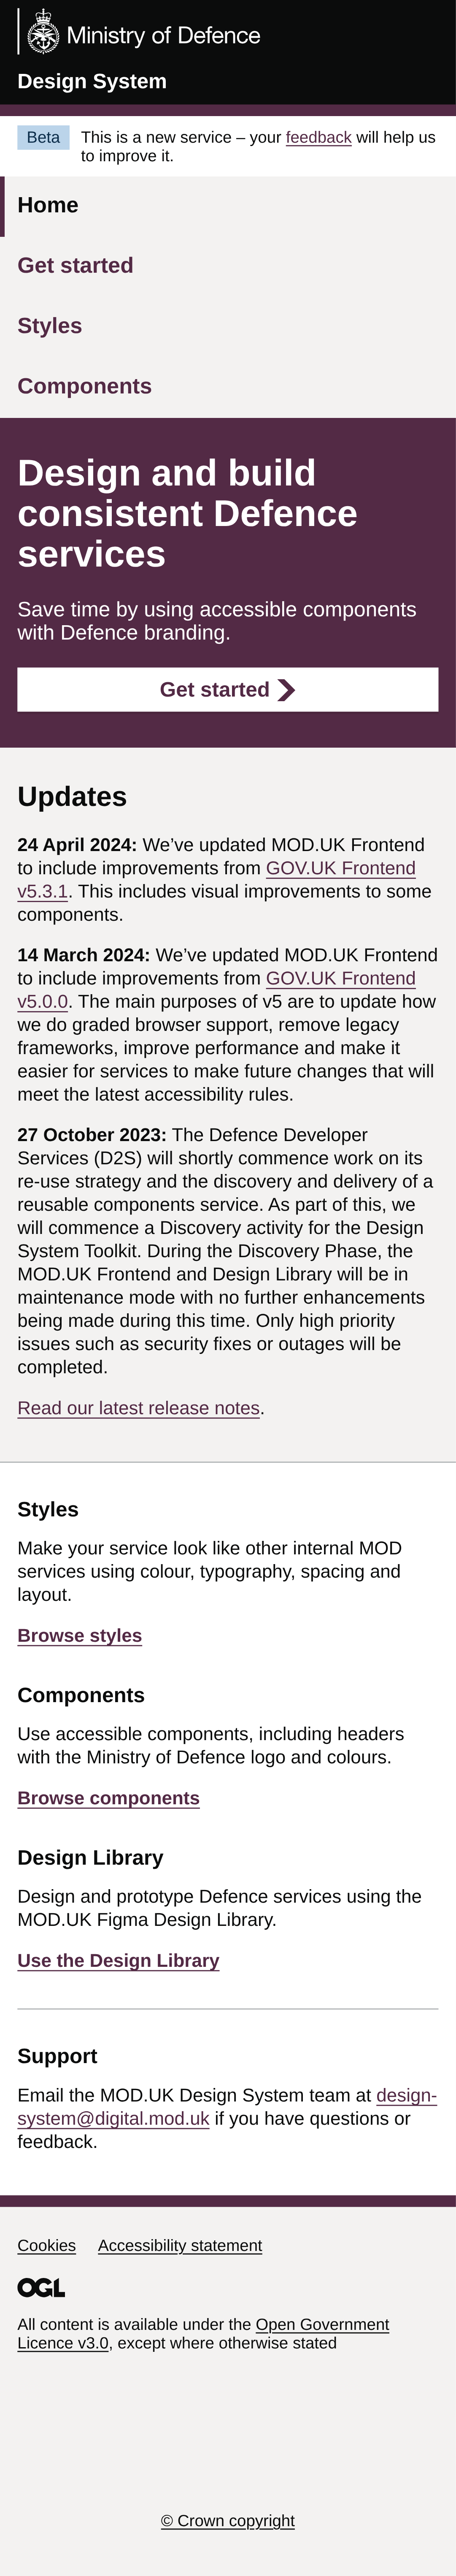 Ministry of Defence
Design System
Beta
This is a new service – your feedback will help us
to improve it.
Home
Get started
Styles
Components
Design and build
consistent Defence
services
Save time by using accessible components
with Defence branding.
Get started
Updates
24 April 2024: We’ve updated MOD.UK Frontend
to include improvements from GOV.UK Frontend
v5.3.1. This includes visual improvements to some
components.
14 March 2024: We’ve updated MOD.UK Frontend
to include improvements from GOV.UK Frontend
v5.0.0. The main purposes of v5 are to update how
we do graded browser support, remove legacy
frameworks, improve performance and make it
easier for services to make future changes that will
meet the latest accessibility rules.
27 October 2023: The Defence Developer
Services (D2S) will shortly commence work on its
re-use strategy and the discovery and delivery of a
reusable components service. As part of this, we
will commence a Discovery activity for the Design
System Toolkit. During the Discovery Phase, the
MOD.UK Frontend and Design Library will be in
maintenance mode with no further enhancements
being made during this time. Only high priority
issues such as security fixes or outages will be
completed.
Read our latest release notes.
Styles
Make your service look like other internal MOD
services using colour, typography, spacing and
layout.
Browse styles
Components
Use accessible components, including headers
with the Ministry of Defence logo and colours.
Browse components
Design Library
Design and prototype Defence services using the
MOD.UK Figma Design Library.
Use the Design Library
Support
Email the MOD.UK Design System team at design-
system@digital.mod.uk if you have questions or
feedback.
Cookies Accessibility statement
OGL
All content is available under the Open Government
Licence v3.0, except where otherwise stated
© Crown copyright